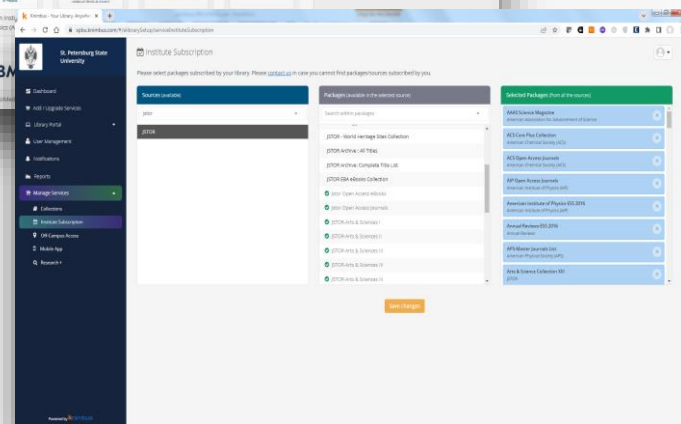 Knimbus - Your Library, Anywhere
St. Petersburg State
University
Dashboard
Add / Upgrade Services
Library Portal
User Management
Notifications
Reports
Manage Services
Collections
Institute Subscription
Off-Campus Access
Mobile App
Research+
Powered by KNIMBUS
Institute Subscription
Please select packages subscribed by your library. Please contact us in case you cannot find packages/sources subscribed by you.
Sources (available)
jstor
JSTOR
Packages (available in the selected source)
Search within packages
JSTOR - World Heritage Sites Collection
JSTOR Archive : All Titles
JSTOR Archive: Complete Title List
JSTOR EBA eBooks Collection
Jstor Open Access eBooks
Jstor Open Access Journals
JSTOR-Arts & Sciences I
JSTOR-Arts & Sciences II
JSTOR-Arts & Sciences III
JSTOR-Arts & Sciences IV
Selected Packages (from all the sources)
AAAS Science Magazine
American Association for Advancement of Science
ACS Core Plus Collection
American Chemical Society (ACS)
ACS Open Access Journals
American Chemical Society (ACS)
AIP Open Access Journals
American Institute of Physics (AIP)
American Institute of Physics-ESS 2016
American Institute of Physics (AIP)
Annual Reviews-ESS 2016
Annual Reviews
APS Master Journals List
American Physical Society (APS)
Arts & Science Collection XV
JSTOR
Save changes